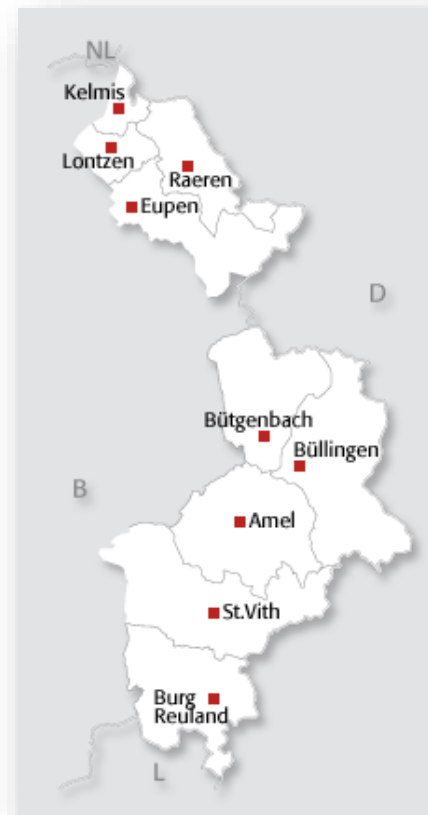 NL
Kelmis
Lontzen
Raeren
Eupen
D
Bütgenbach
Büllingen
B
Amel
St.Vith
Burg
Reuland
L